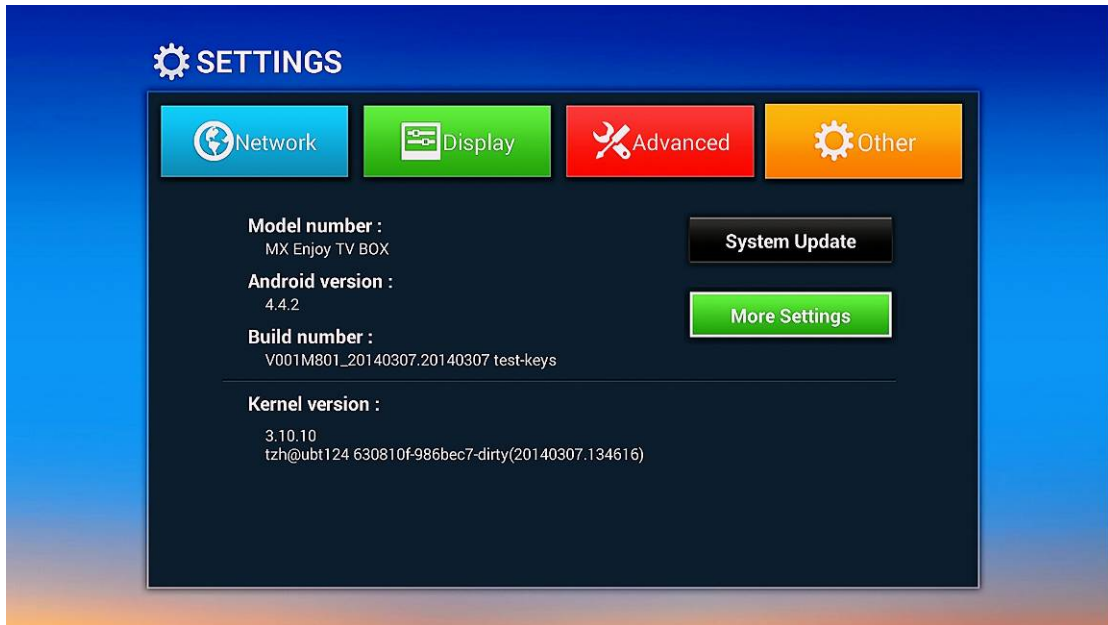 SETTINGS
Network
Display
Advanced
Other
Model number :
MX Enjoy TV BOX
System Update
Android version :
4.4.2
More Settings
Build number :
V001M801_20140307.20140307 test-keys
Kernel version :
3.10.10
tzh@ubt124 630810f-986bec7-dirty(20140307.134616)